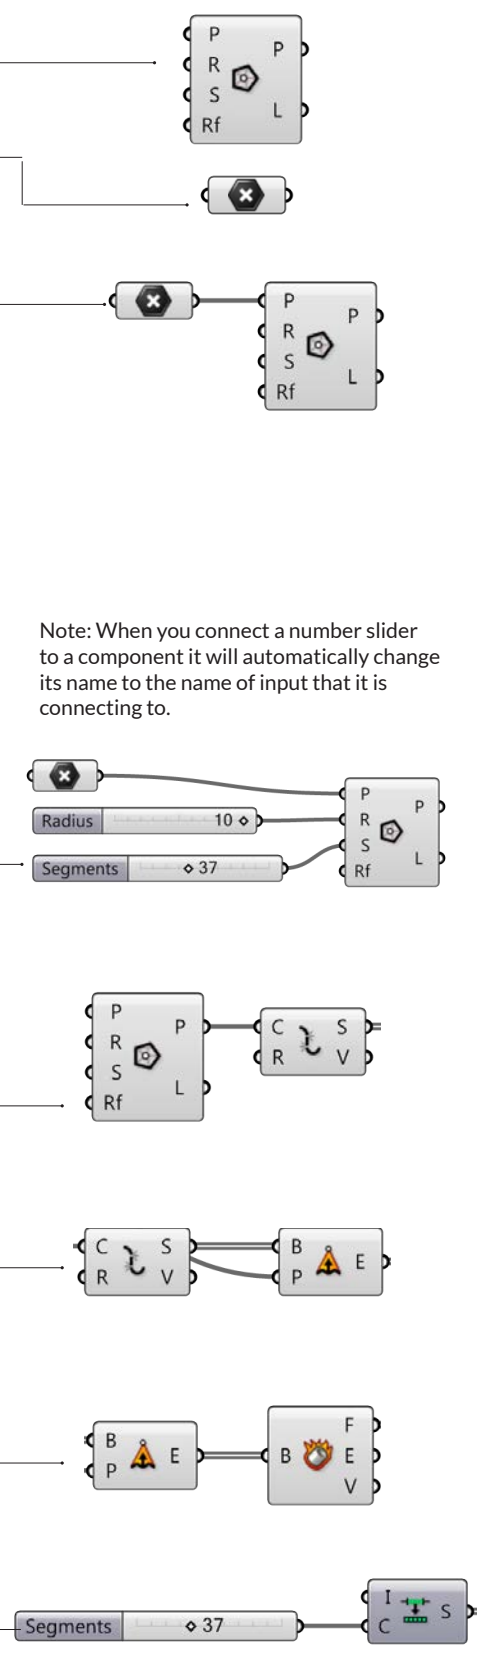 P
R
S
Rf
P
L
P
R
S
Rf
P
L
Note: When you connect a number slider
to a component it will automatically change
its name to the name of input that it is
connecting to.
Radius 10
Segments 37
P
R
S
Rf
P
L
P
R
S
Rf
P
L
C S
R V
C S
R V
B
P
E
B
P
E
B
F
E
V
Segments 37
I
C
S